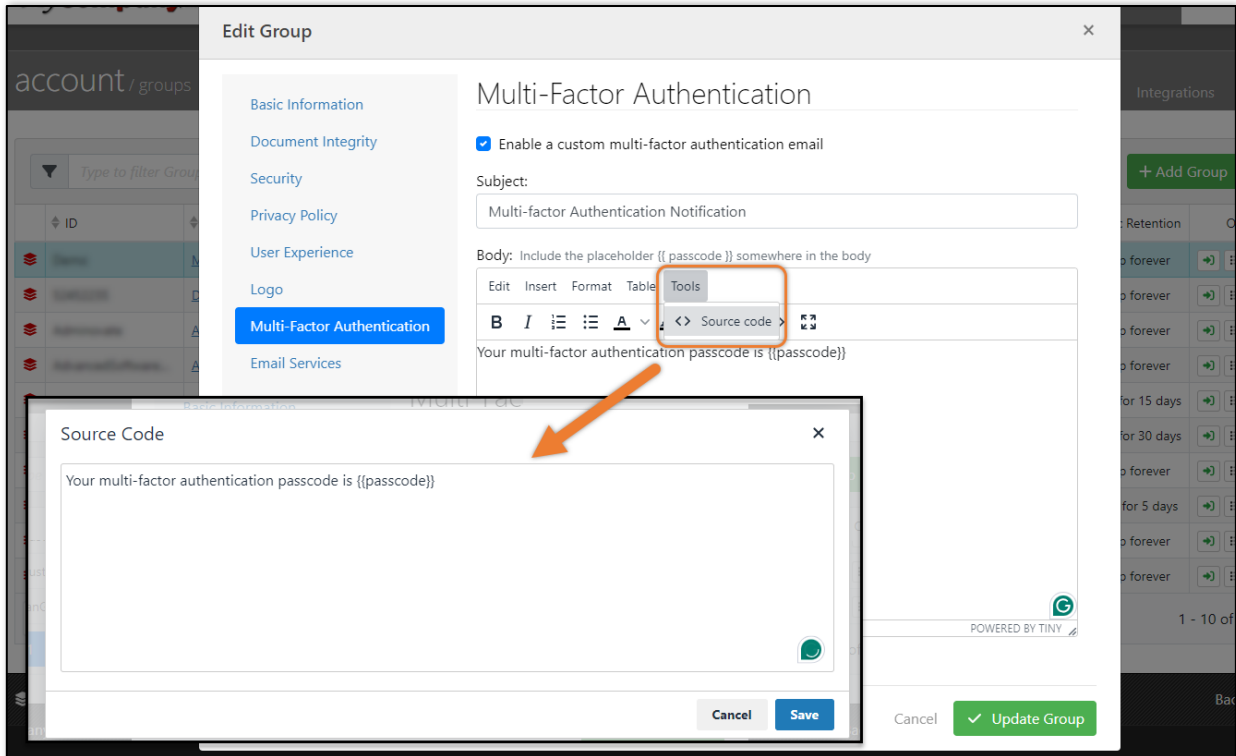 Edit Group
×
account / groups
Integrations
Basic Information
Document Integrity
Security
Privacy Policy
User Experience
Logo
Multi-Factor Authentication
Email Services
Multi-Factor Authentication
Enable a custom multi-factor authentication email
Subject:
Multi-factor Authentication Notification
Body: Include the placeholder {{ passcode }} somewhere in the body
Edit Insert Format Table Tools
B I A
<> Source code
Your multi-factor authentication passcode is {{passcode}}
POWERED BY TINY
Cancel
Update Group
Type to filter
+ Add Group
ID
Retention
forever
forever
forever
forever
for 15 days
for 30 days
forever
for 5 days
forever
forever
1 - 10 of
Basic Information
Source Code
×
Your multi-factor authentication passcode is {{passcode}}
Cancel
Save